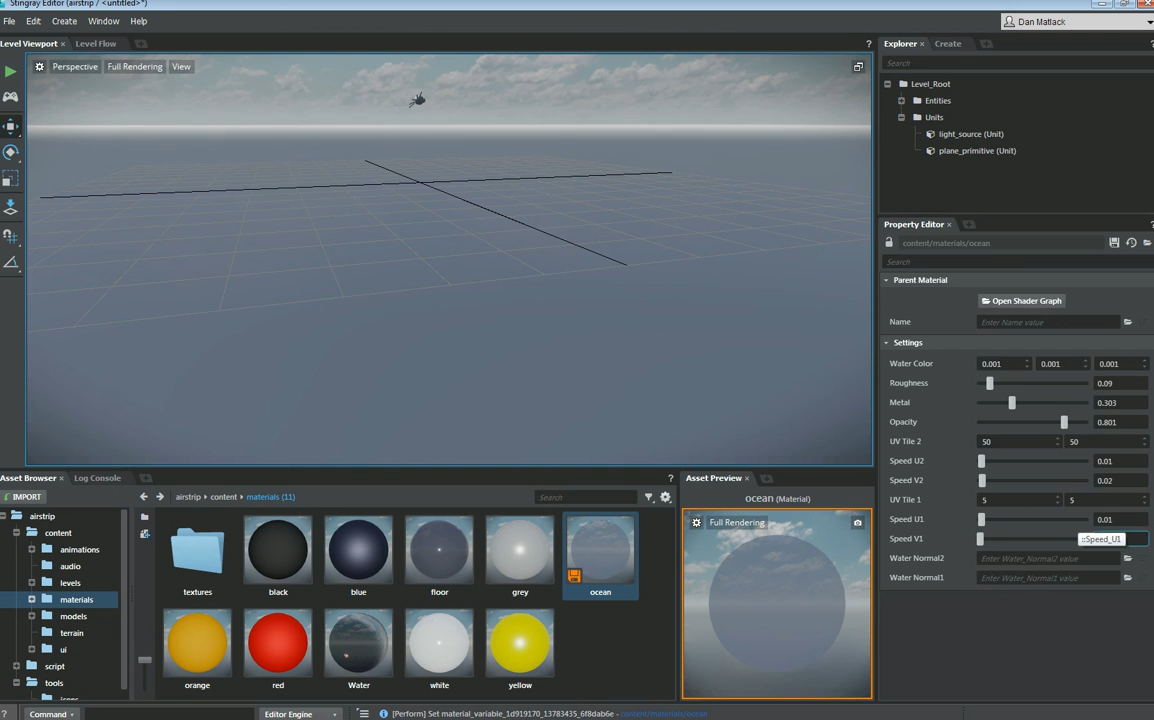 Stingray Editor (airstrip / <untitled>*)
File Edit Create Window Help
Dan Matlack
Level Viewport × Level Flow
?
Explorer × Create
?
Perspective Full Rendering View
Search
Level_Root
Entities
Units
light_source (Unit)
plane_primitive (Unit)
Property Editor ×
?
content/materials/ocean
Search
Parent Material
Open Shader Graph
Name Enter Name value
Settings
Water Color 0.001 0.001 0.001
Roughness 0.09
Metal 0.303
Opacity 0.801
UV Tile 2 50 50
Speed U2 0.01
Speed V2 0.02
UV Tile 1 5 5
Speed U1 0.01
Speed V1 ::Speed_U1
Water Normal2 Enter Water_Normal2 value
Water Normal1 Enter Water_Normal1 value
Asset Browser × Log Console
?
Asset Preview ×
IMPORT
airstrip content materials (11)
Search
ocean (Material)
Full Rendering
airstrip
content
animations
audio
levels
materials
models
terrain
ui
script
tools
icons
textures black blue floor grey ocean
orange red Water white yellow
? Command Editor Engine [Perform] Set material_variable_1d919170_13783435_6f8dab6e - content/materials/ocean